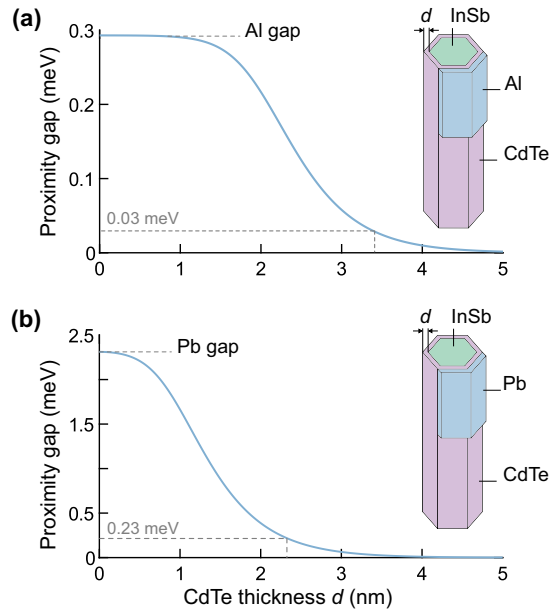 (a)
d InSb
0.3
Al gap
Al
0.2
Proximity gap (meV)
CdTe
0.1
0.03 meV
0
0 1 2 3 4 5
(b)
d InSb
2.5
Pb gap
Pb
Proximity gap (meV)
1.5
CdTe
0.5
0.23 meV
0
0 1 2 3 4 5
CdTe thickness d (nm)